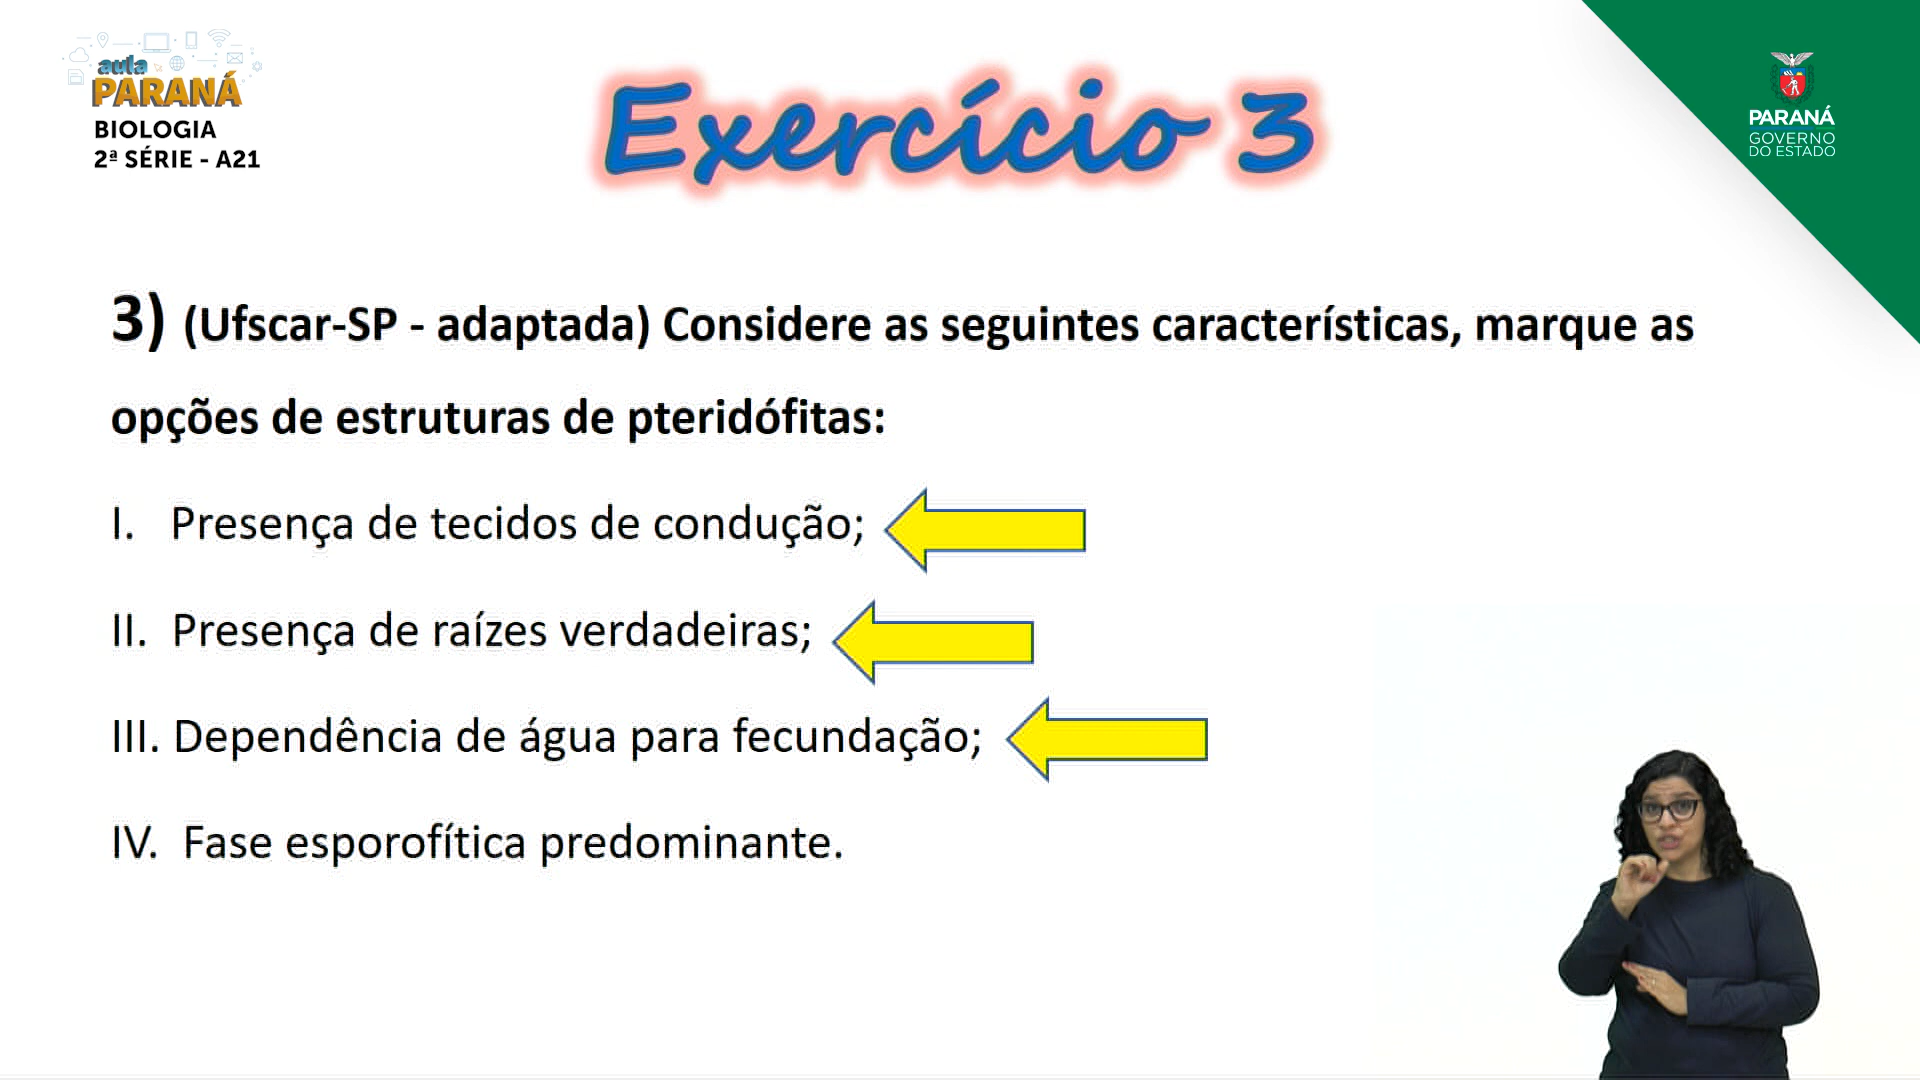 aula
PARANÁ
BIOLOGIA
2ª SÉRIE - A21
Exercício 3
PARANÁ
GOVERNO
DO ESTADO
3) (Ufscar-SP - adaptada) Considere as seguintes características, marque as
opções de estruturas de pteridófitas:
I. Presença de tecidos de condução;
II. Presença de raízes verdadeiras;
III. Dependência de água para fecundação;
IV. Fase esporofítica predominante.